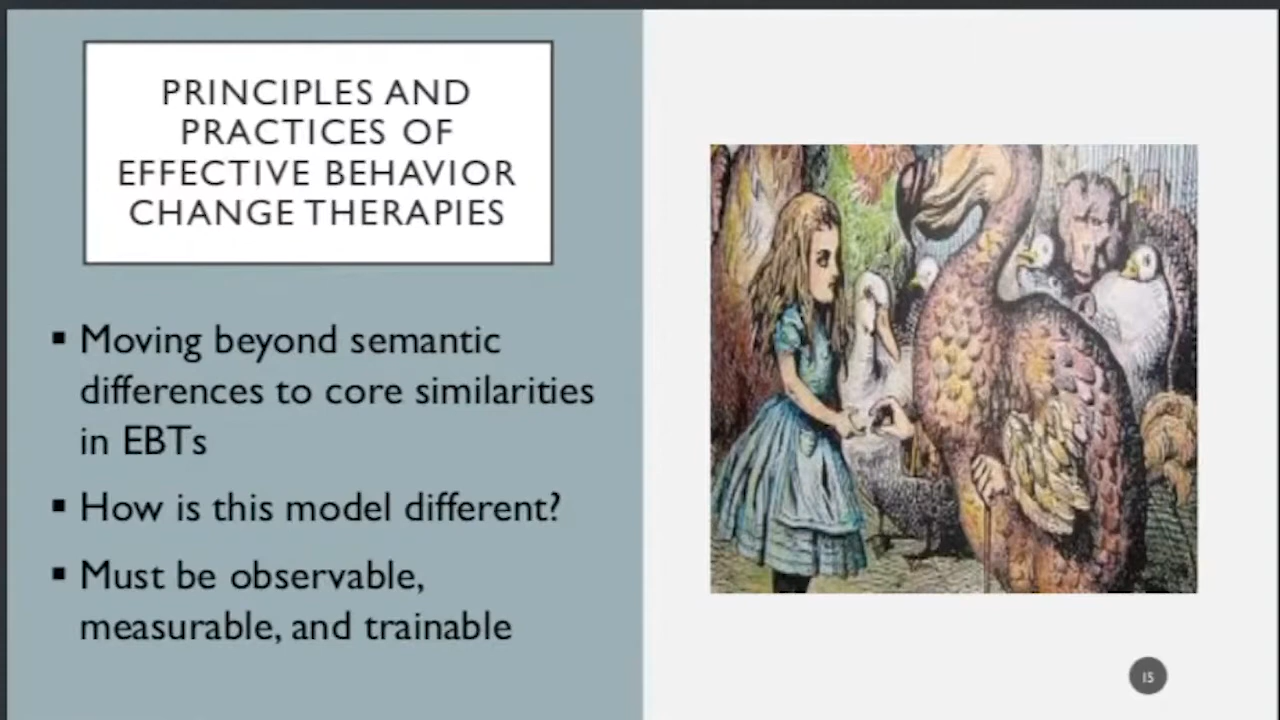 PRINCIPLES AND
PRACTICES OF
EFFECTIVE BEHAVIOR
CHANGE THERAPIES
▪ Moving beyond semantic
differences to core similarities
in EBTs
▪ How is this model different?
▪ Must be observable,
measurable, and trainable
15